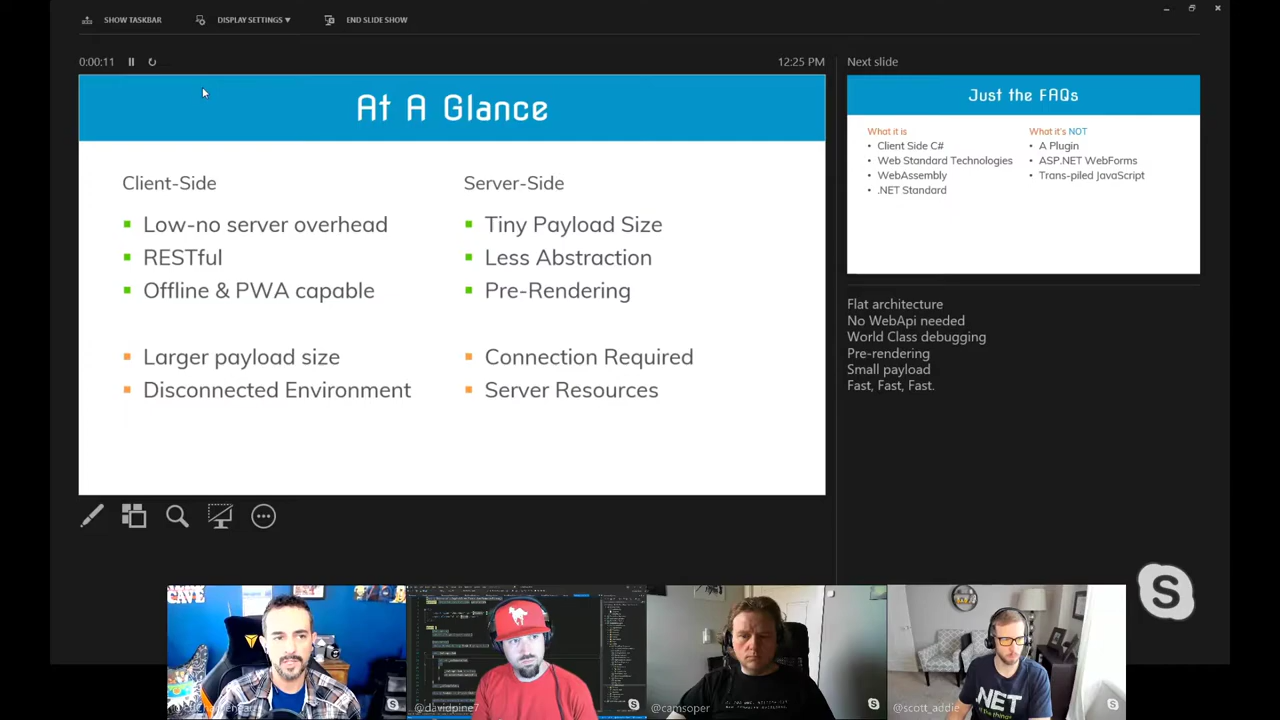 SHOW TASKBAR
DISPLAY SETTINGS ▼
END SLIDE SHOW
0:00:11
12:25 PM
At A Glance
Client-Side
Low-no server overhead
RESTful
Offline & PWA capable
Larger payload size
Disconnected Environment
Server-Side
Tiny Payload Size
Less Abstraction
Pre-Rendering
Connection Required
Server Resources
Next slide
Just the FAQs
What it is
Client Side C#
Web Standard Technologies
WebAssembly
.NET Standard
What it's NOT
A Plugin
ASP.NET WebForms
Trans-piled JavaScript
Flat architecture
No WebApi needed
World Class debugging
Pre-rendering
Small payload
Fast, Fast, Fast.
S
CAVE
@davidpine7
@camsoper
.NET
@scott_addie